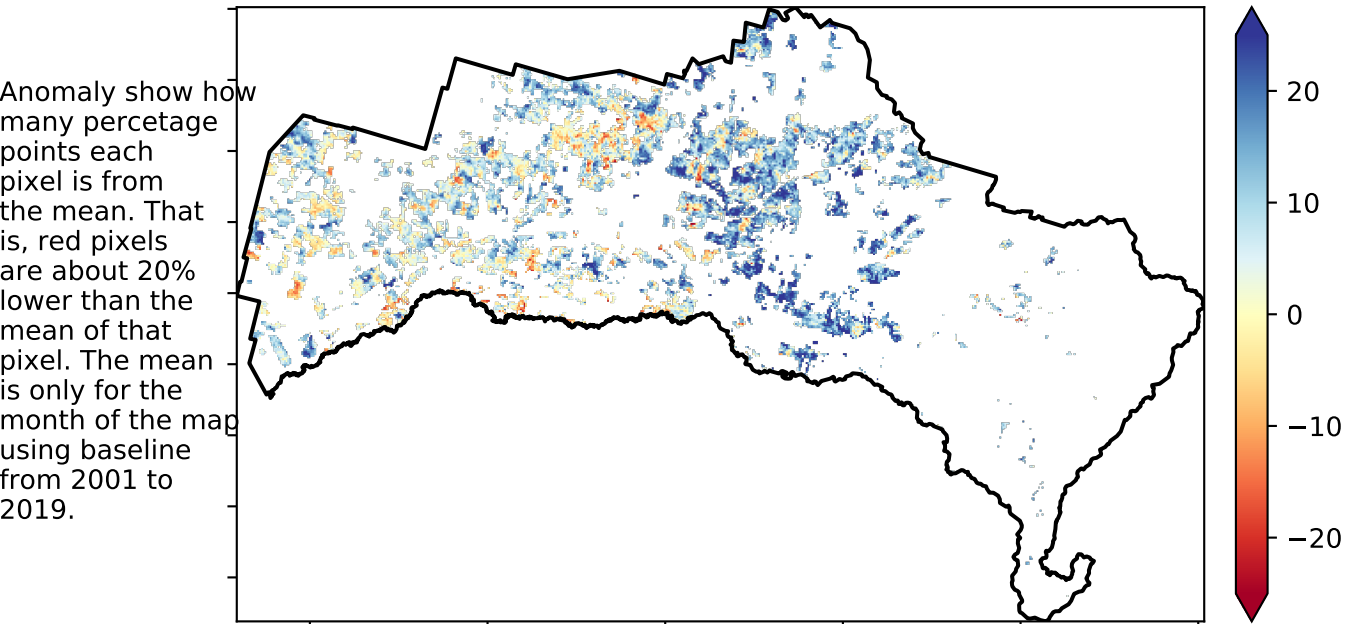 Anomaly show how
many percetage
points each
pixel is from
the mean. That
is, red pixels
are about 20%
lower than the
mean of that
pixel. The mean
is only for the
month of the map
using baseline
from 2001 to
2019.
20
10
0
−10
−20